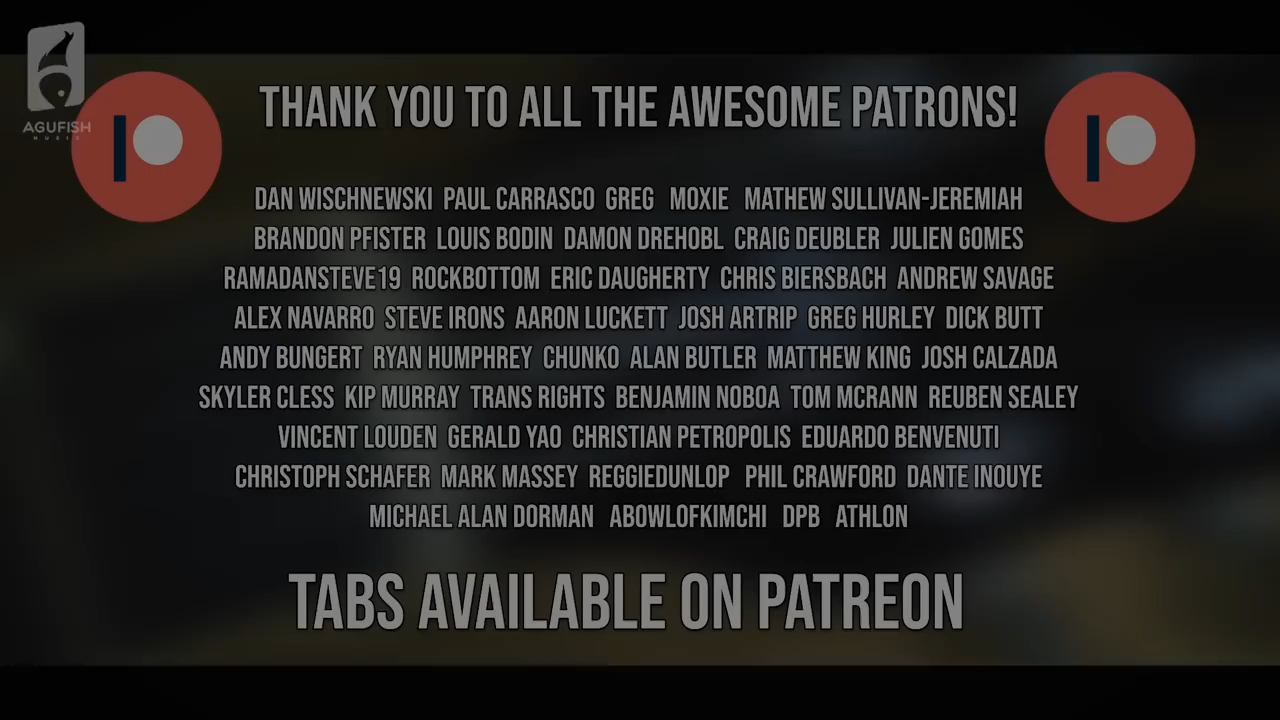 AGUFISH
MUSIC
THANK YOU TO ALL THE AWESOME PATRONS!
DAN WISCHNEWSKI PAUL CARRASCO GREG MOXIE MATHEW SULLIVAN-JEREMIAH
BRANDON PFISTER LOUIS BODIN DAMON DREHOBL CRAIG DEUBLER JULIEN GOMES
RAMADANSTEVE19 ROCKBOTTOM ERIC DAUGHERTY CHRIS BIERSBACH ANDREW SAVAGE
ALEX NAVARRO STEVE IRONS AARON LUCKETT JOSH ARTRIP GREG HURLEY DICK BUTT
ANDY BUNGERT RYAN HUMPHREY CHUNKO ALAN BUTLER MATTHEW KING JOSH CALZADA
SKYLER CLESS KIP MURRAY TRANS RIGHTS BENJAMIN NOBOA TOM MCRANN REUBEN SEALEY
VINCENT LOUDEN GERALD YAO CHRISTIAN PETROPOLIS EDUARDO BENVENUTI
CHRISTOPH SCHAFER MARK MASSEY REGGIEDUNLOP PHIL CRAWFORD DANTE INOUYE
MICHAEL ALAN DORMAN ABOWLOFKIMCHI DPB ATHLON
TABS AVAILABLE ON PATREON